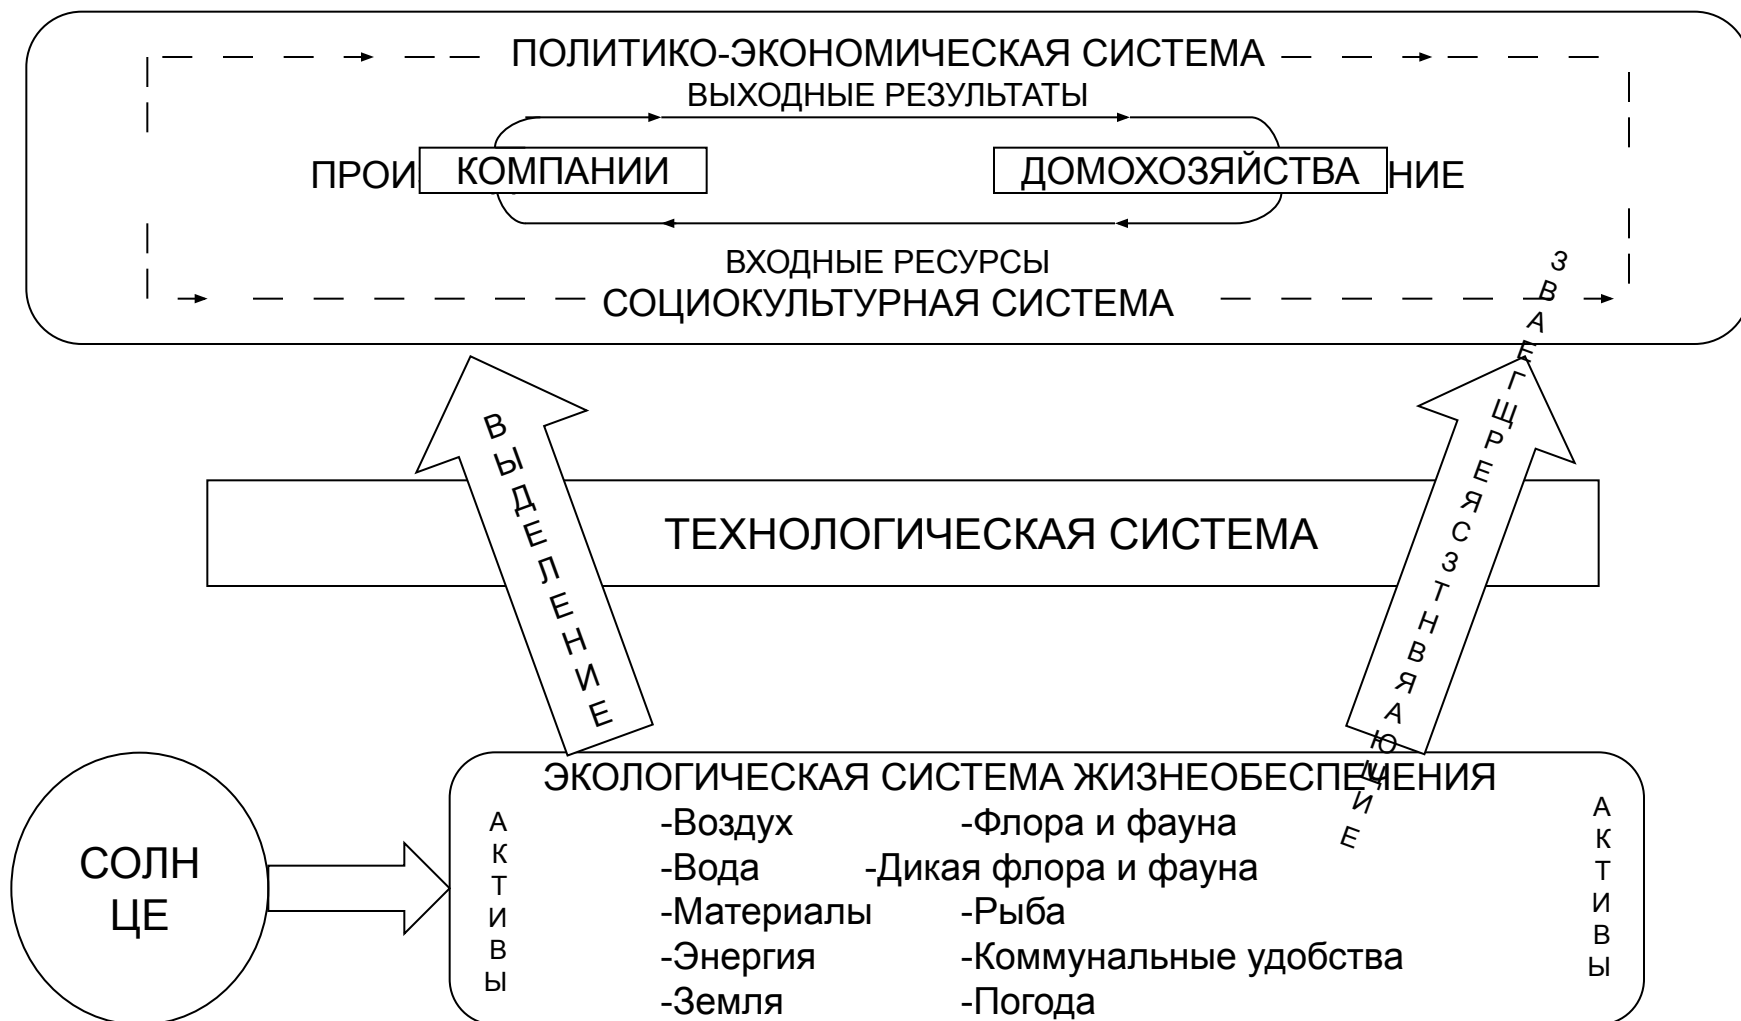 ПОЛИТИКО-ЭКОНОМИЧЕСКАЯ СИСТЕМА
ВЫХОДНЫЕ РЕЗУЛЬТАТЫ
ПРОИ КОМПАНИИ ДОМОХОЗЯЙСТВА НИЕ
ВХОДНЫЕ РЕСУРСЫ
СОЦИОКУЛЬТУРНАЯ СИСТЕМА
ВЫДЕЛЕНИЕ
ЗВАЕГЩРЕЯСЗТНВЯАЮЩИЕ
ТЕХНОЛОГИЧЕСКАЯ СИСТЕМА
СОЛН
ЦЕ
ЭКОЛОГИЧЕСКАЯ СИСТЕМА ЖИЗНЕОБЕСПЕЧЕНИЯ
АКТИВЫ
-Воздух -Флора и фауна
-Вода -Дикая флора и фауна
-Материалы -Рыба
-Энергия -Коммунальные удобства
-Земля -Погода
АКТИВЫ